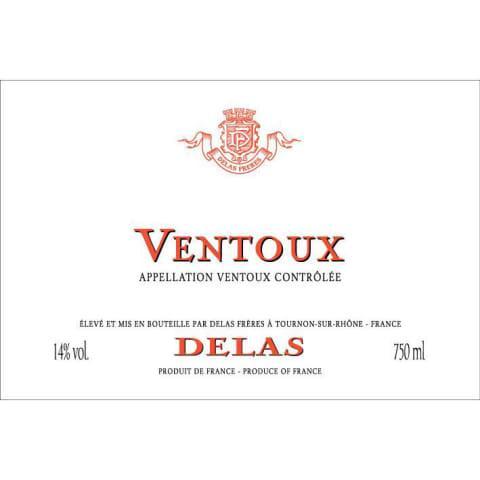 DELAS FRÈRES
VENTOUX
APPELLATION VENTOUX CONTRÔLÉE
ÉLEVÉ ET MIS EN BOUTEILLE PAR DELAS FRÈRES À TOURNON-SUR-RHÔNE - FRANCE
14% vol. DELAS 750 ml
PRODUIT DE FRANCE - PRODUCE OF FRANCE